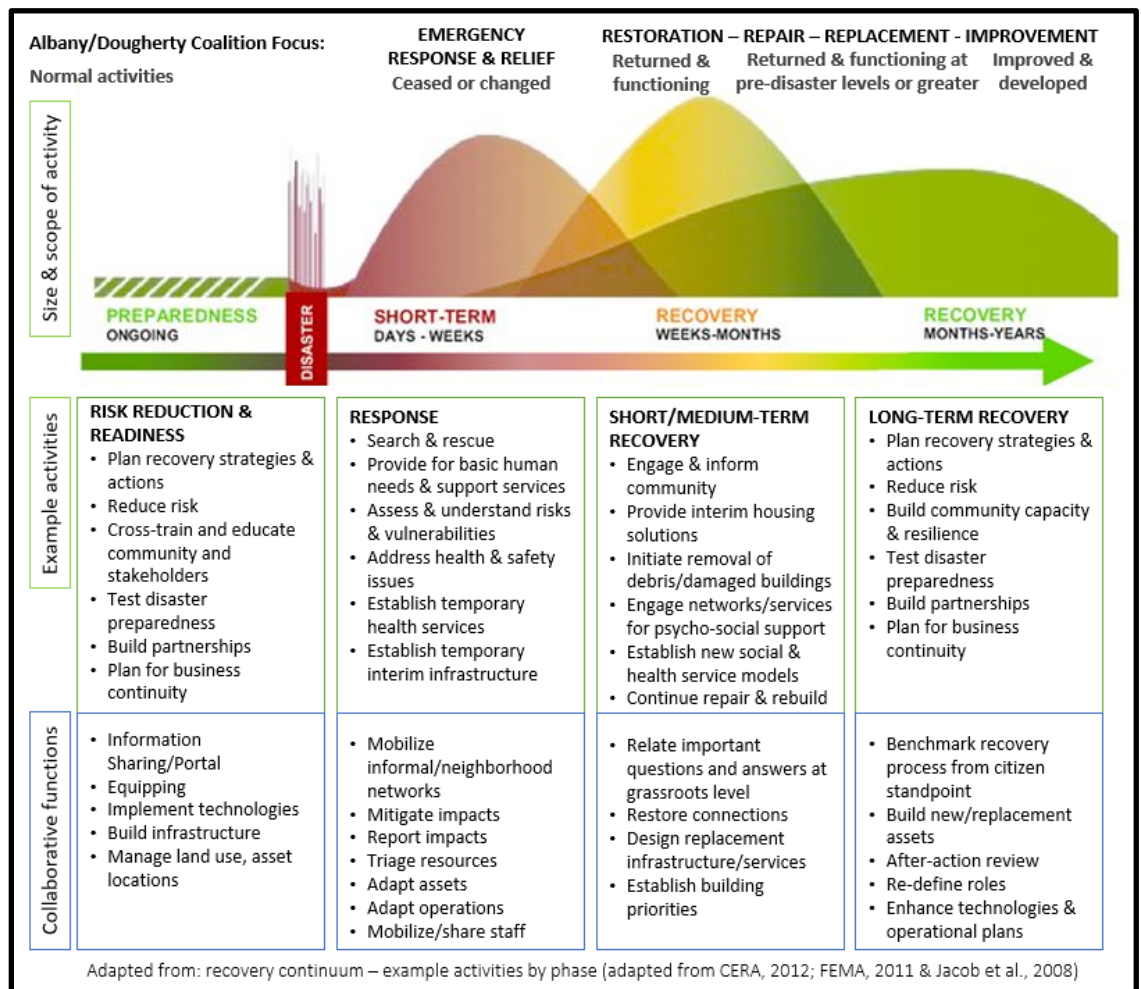 Albany/Dougherty Coalition Focus:
Normal activities
EMERGENCY
RESPONSE & RELIEF
Ceased or changed
RESTORATION – REPAIR – REPLACEMENT - IMPROVEMENT
Returned &
functioning
Returned & functioning at
pre-disaster levels or greater
Improved &
developed
Size & scope of activity
PREPAREDNESS
ONGOING
DISASTER
SHORT-TERM
DAYS - WEEKS
RECOVERY
WEEKS-MONTHS
RECOVERY
MONTHS-YEARS
Example activities
RISK REDUCTION &
READINESS
• Plan recovery strategies &
actions
• Reduce risk
• Cross-train and educate
community and
stakeholders
• Test disaster
preparedness
• Build partnerships
• Plan for business
continuity
RESPONSE
• Search & rescue
• Provide for basic human
needs & support services
• Assess & understand risks
& vulnerabilities
• Address health & safety
issues
• Establish temporary
health services
• Establish temporary
interim infrastructure
SHORT/MEDIUM-TERM
RECOVERY
• Engage & inform
community
• Provide interim housing
solutions
• Initiate removal of
debris/damaged buildings
• Engage networks/services
for psycho-social support
• Establish new social &
health service models
• Continue repair & rebuild
LONG-TERM RECOVERY
• Plan recovery strategies &
actions
• Reduce risk
• Build community capacity
& resilience
• Test disaster
preparedness
• Build partnerships
• Plan for business
continuity
Collaborative functions
• Information
Sharing/Portal
• Equipping
• Implement technologies
• Build infrastructure
• Manage land use, asset
locations
• Mobilize
informal/neighborhood
networks
• Mitigate impacts
• Report impacts
• Triage resources
• Adapt assets
• Adapt operations
• Mobilize/share staff
• Relate important
questions and answers at
grassroots level
• Restore connections
• Design replacement
infrastructure/services
• Establish building
priorities
• Benchmark recovery
process from citizen
standpoint
• Build new/replacement
assets
• After-action review
• Re-define roles
• Enhance technologies &
operational plans
Adapted from: recovery continuum – example activities by phase (adapted from CERA, 2012; FEMA, 2011 & Jacob et al., 2008)